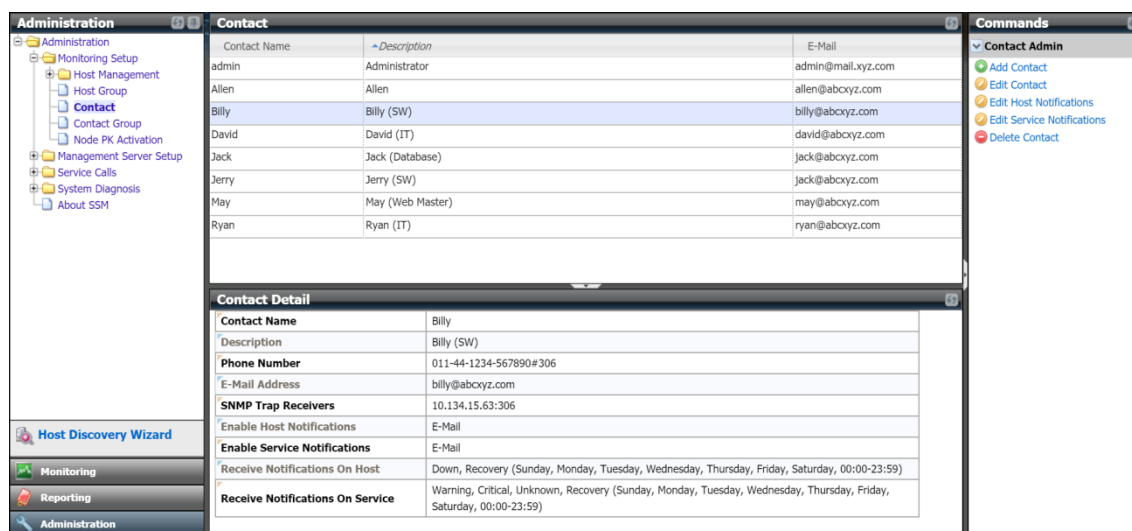 Administration
Administration
Monitoring Setup
Host Management
Host Group
Contact
Contact Group
Node PK Activation
Management Server Setup
Service Calls
System Diagnosis
About SSM
Host Discovery Wizard
Monitoring
Reporting
Administration
Contact
Contact Name Description E-Mail
admin Administrator admin@mail.xyz.com
Allen Allen allen@abcxyz.com
Billy Billy (SW) billy@abcxyz.com
David David (IT) david@abcxyz.com
Jack Jack (Database) jack@abcxyz.com
Jerry Jerry (SW) jack@abcxyz.com
May May (Web Master) may@abcxyz.com
Ryan Ryan (IT) ryan@abcxyz.com
Contact Detail
Contact Name Billy
Description Billy (SW)
Phone Number 011-44-1234-567890#306
E-Mail Address billy@abcxyz.com
SNMP Trap Receivers 10.134.15.63:306
Enable Host Notifications E-Mail
Enable Service Notifications E-Mail
Receive Notifications On Host Down, Recovery (Sunday, Monday, Tuesday, Wednesday, Thursday, Friday, Saturday, 00:00-23:59)
Receive Notifications On Service Warning, Critical, Unknown, Recovery (Sunday, Monday, Tuesday, Wednesday, Thursday, Friday,
Saturday, 00:00-23:59)
Commands
Contact Admin
Add Contact
Edit Contact
Edit Host Notifications
Edit Service Notifications
Delete Contact